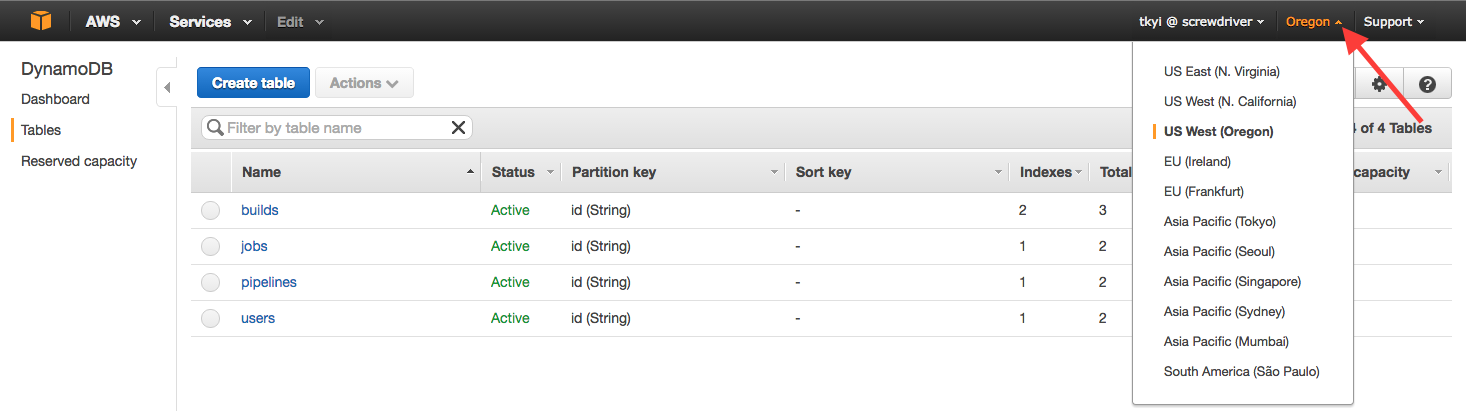 AWS Services Edit tkyi @ screwdriver Oregon Support
DynamoDB
Dashboard
Tables
Reserved capacity
Create table Actions
Filter by table name
of 4 Tables
Name Status Partition key Sort key Indexes Total capacity
builds Active id (String) - 2 3
jobs Active id (String) - 1 2
pipelines Active id (String) - 1 2
users Active id (String) - 1 2
US East (N. Virginia)
US West (N. California)
US West (Oregon)
EU (Ireland)
EU (Frankfurt)
Asia Pacific (Tokyo)
Asia Pacific (Seoul)
Asia Pacific (Singapore)
Asia Pacific (Sydney)
Asia Pacific (Mumbai)
South America (São Paulo)